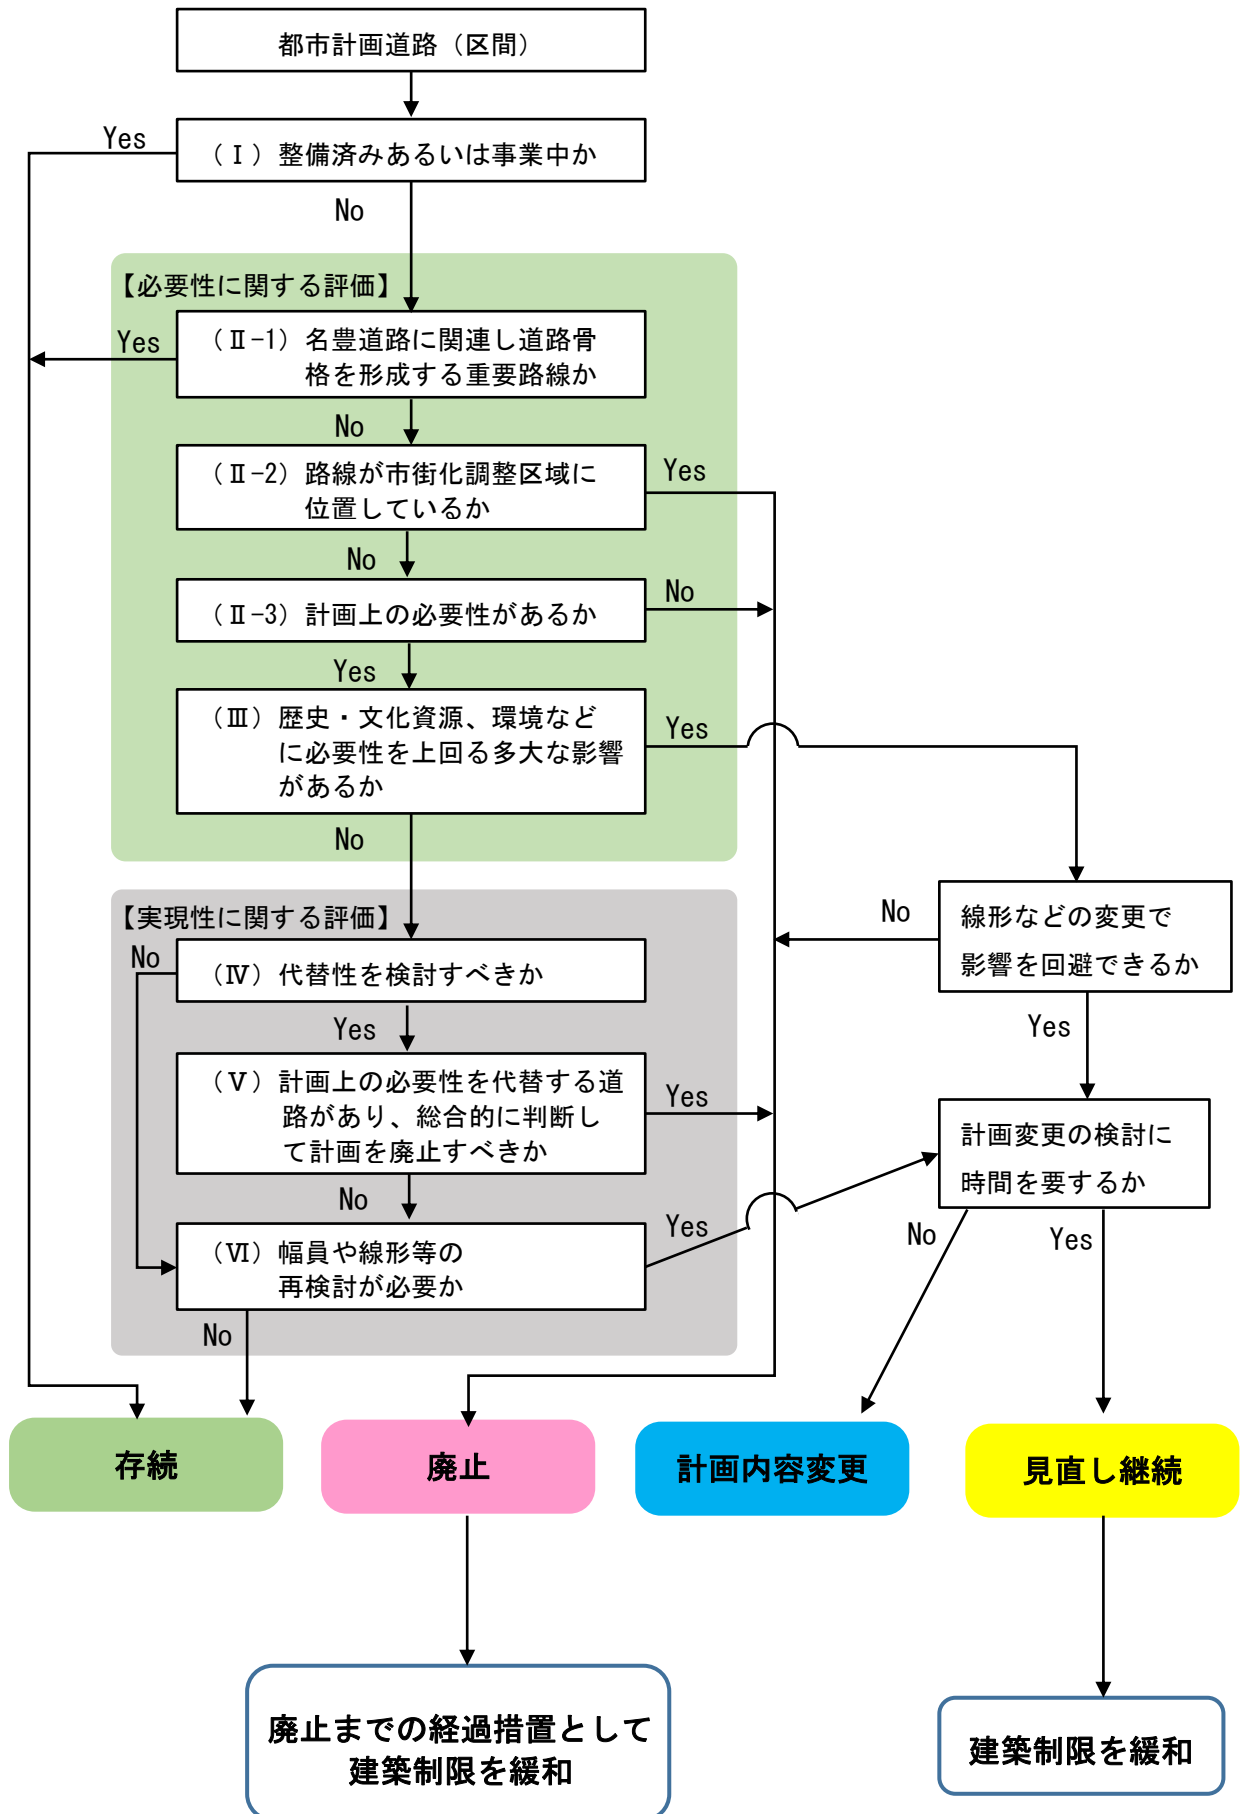 都市計画道路（区間）
Yes
（Ⅰ）整備済みあるいは事業中か
No
【必要性に関する評価】
Yes
（Ⅱ-1）名豊道路に関連し道路骨
格を形成する重要路線か
No
（Ⅱ-2）路線が市街化調整区域に
位置しているか
Yes
No
（Ⅱ-3）計画上の必要性があるか
No
Yes
（Ⅲ）歴史・文化資源、環境など
に必要性を上回る多大な影響
があるか
Yes
No
線形などの変更で
影響を回避できるか
No
Yes
【実現性に関する評価】
No
（Ⅳ）代替性を検討すべきか
Yes
（Ⅴ）計画上の必要性を代替する道
路があり、総合的に判断し
て計画を廃止すべきか
Yes
計画変更の検討に
時間を要するか
No
（Ⅵ）幅員や線形等の
再検討が必要か
Yes
No
Yes
No
存続
廃止
計画内容変更
見直し継続
廃止までの経過措置として
建築制限を緩和
建築制限を緩和